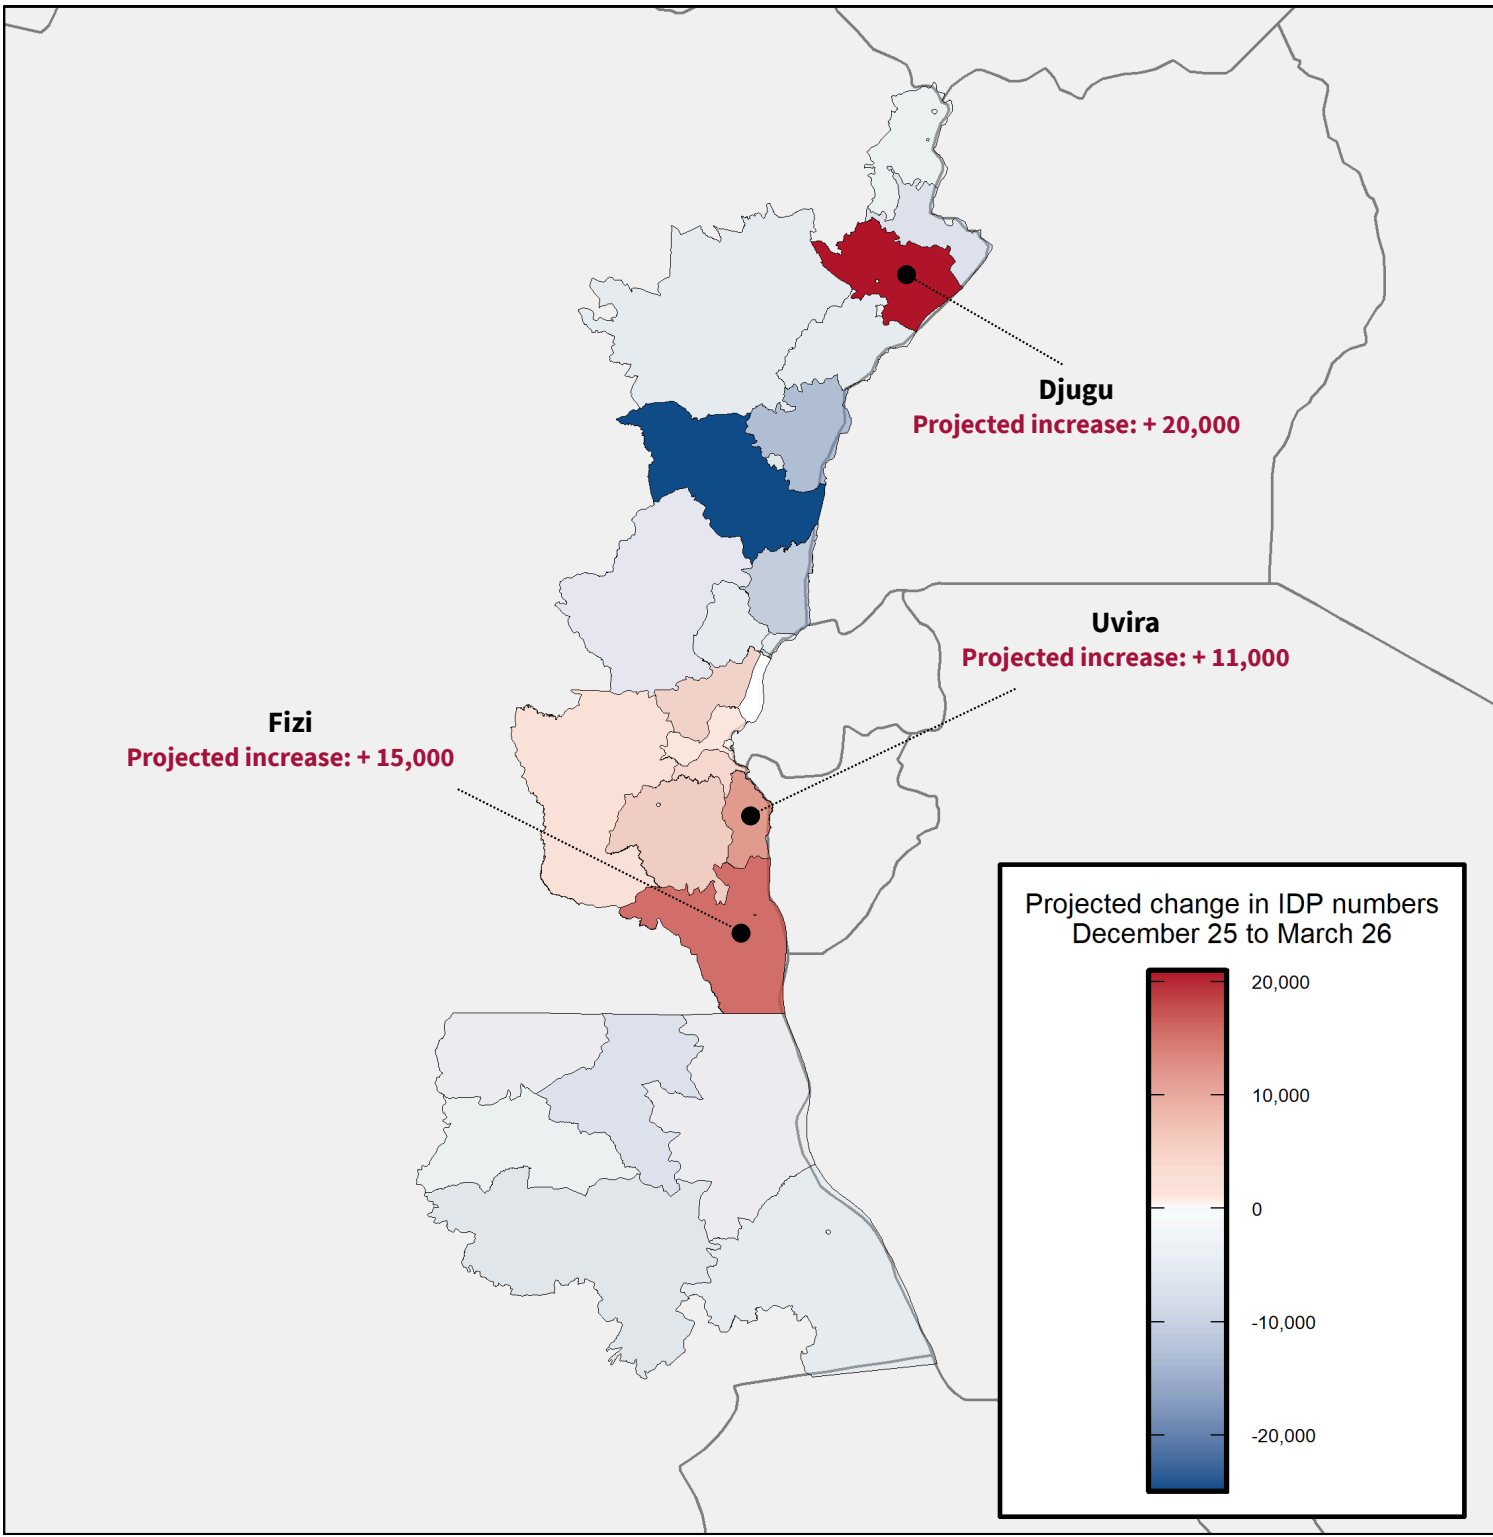 Djugu
Projected increase: + 20,000
Uvira
Projected increase: + 11,000
Fizi
Projected increase: + 15,000
Projected change in IDP numbers
December 25 to March 26
20,000
10,000
0
-10,000
-20,000